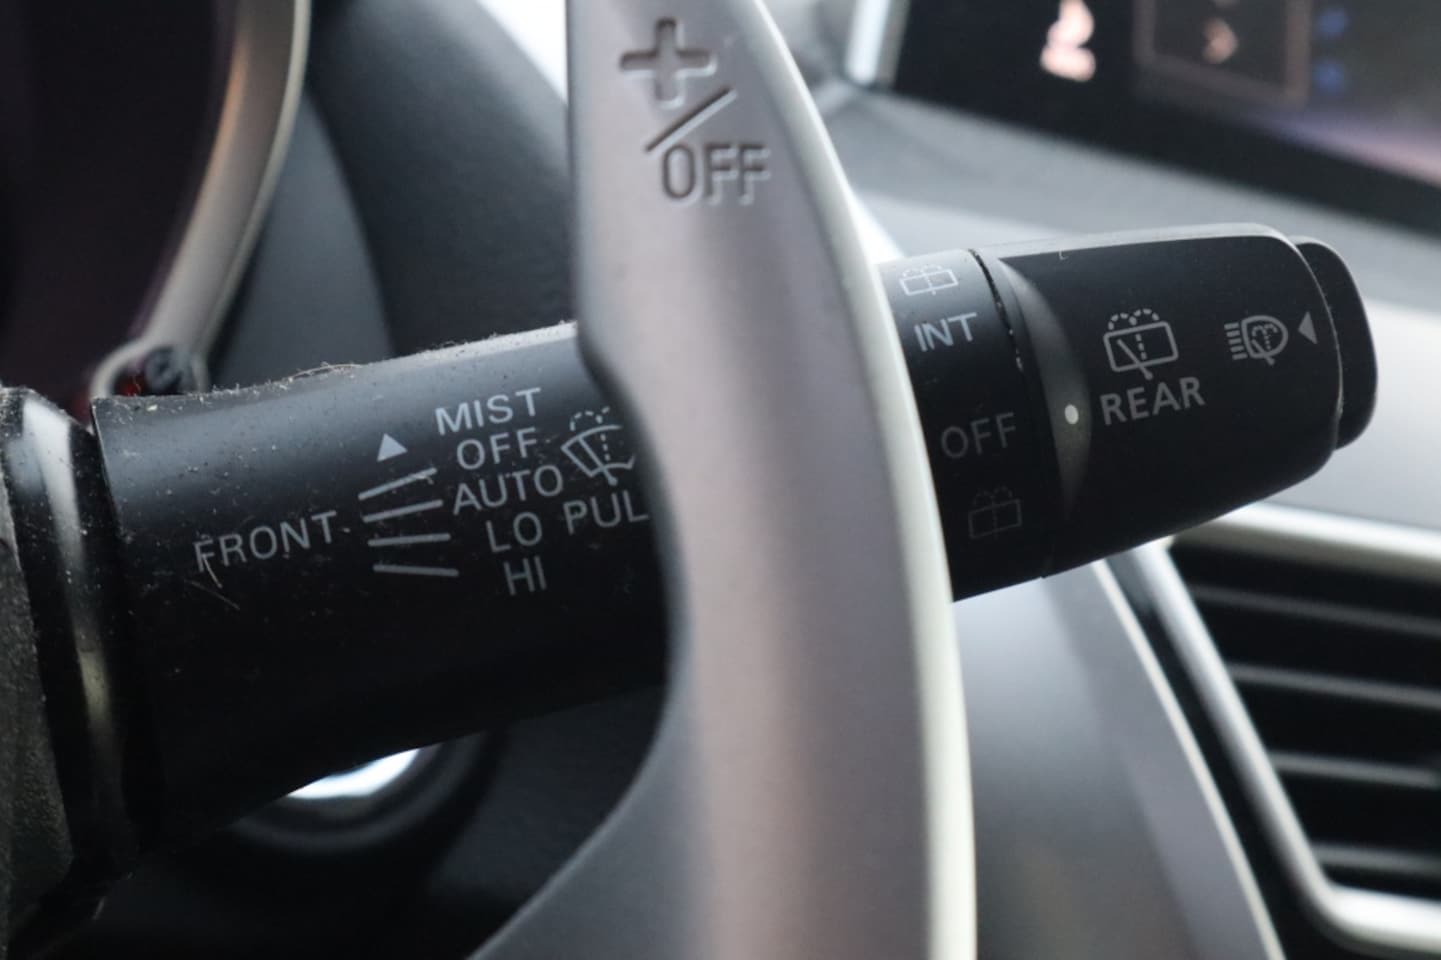 +/OFF
MIST
OFF
AUTO
LO
HI
FRONT
PUL
INT
OFF
REAR